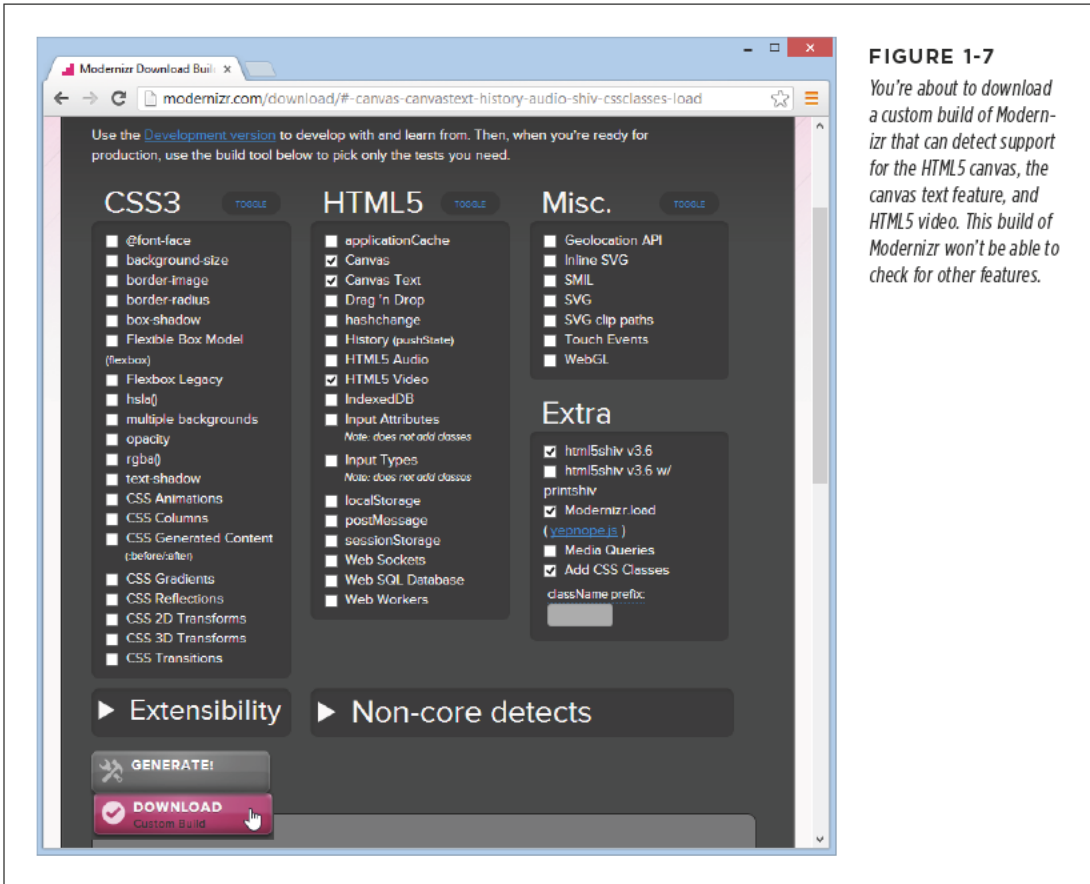 Modernizr Download Buil
modernizr.com/download/#-canvas-canvastext-history-audio-shiv-cssclasses-load
Use the Development version to develop with and learn from. Then, when you're ready for
production, use the build tool below to pick only the tests you need.
CSS3 TOGGLE
@font-face
background-size
border-image
border-radius
box-shadow
Flexible Box Model
(flexbox)
Flexbox Legacy
hsla()
multiple backgrounds
opacity
rgba()
text-shadow
CSS Animations
CSS Columns
CSS Generated Content
(:before/:after)
CSS Gradients
CSS Reflections
CSS 2D Transforms
CSS 3D Transforms
CSS Transitions
HTML5 TOGGLE
applicationCache
Canvas
Canvas Text
Drag 'n Drop
hashchange
History (pushState)
HTML5 Audio
HTML5 Video
IndexedDB
Input Attributes
Note: does not add classes
Input Types
Note: does not add classes
localStorage
postMessage
sessionStorage
Web Sockets
Web SQL Database
Web Workers
Misc. TOGGLE
Geolocation API
Inline SVG
SMIL
SVG
SVG clip paths
Touch Events
WebGL
Extra
html5shiv v3.6
html5shiv v3.6 w/
printshiv
Modernizr.load
(yepnope.js)
Media Queries
Add CSS Classes
className prefix:
Extensibility
Non-core detects
GENERATE!
DOWNLOAD
Custom Build
FIGURE 1-7
You're about to download
a custom build of Modern-
izr that can detect support
for the HTML5 canvas, the
canvas text feature, and
HTML5 video. This build of
Modernizr won't be able to
check for other features.